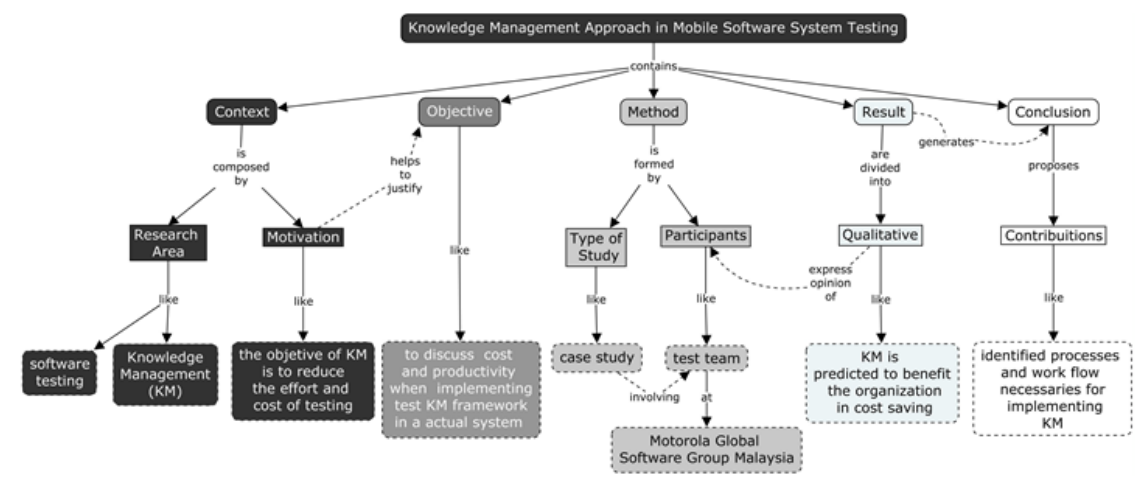 Knowledge Management Approach in Mobile Software System Testing
contains
Context
Objective
Method
Result
Conclusion
is
composed
by
helps
to
justify
is
formed
by
are
divided
into
generates
proposes
Research
Area
Motivation
like
Type of
Study
Participants
Qualitative
Contribuitions
express
opinion
of
like
like
like
like
like
like
software
testing
Knowledge
Management
(KM)
the objetive of KM
is to reduce
the effort and
cost of testing
to discuss cost
and productivity
when implementing
test KM framework
in a actual system
case study
involving
test team
at
Motorola Global
Software Group Malaysia
KM is
predicted to benefit
the organization
in cost saving
identified processes
and work flow
necessaries for
implementing
KM